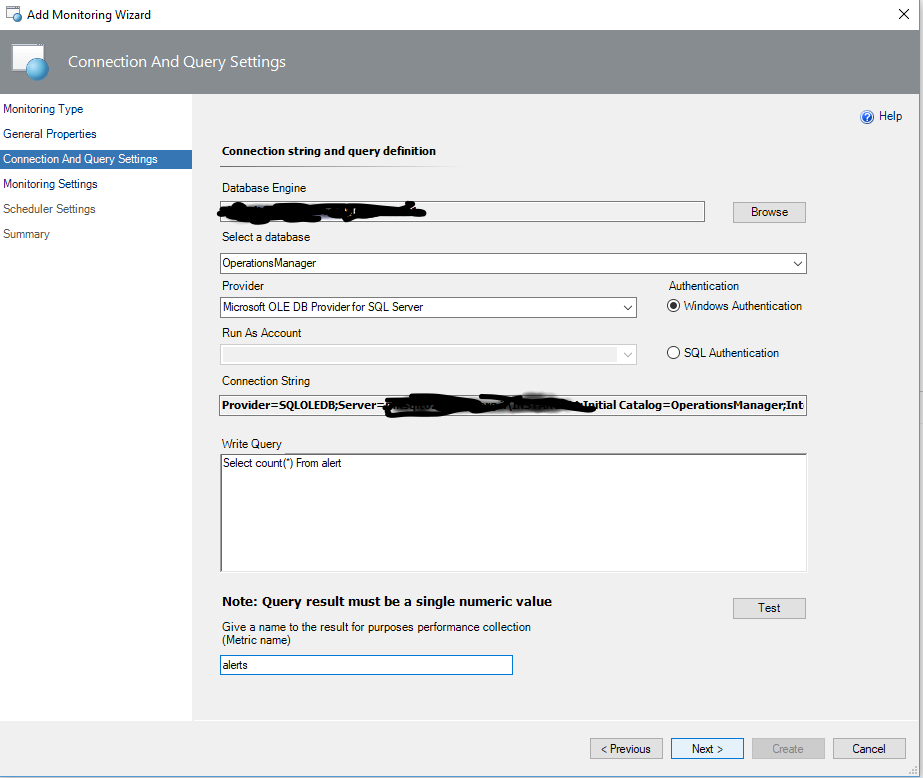 Add Monitoring Wizard
Connection And Query Settings
Monitoring Type
General Properties
Connection And Query Settings
Monitoring Settings
Scheduler Settings
Summary
Help
Connection string and query definition
Database Engine
Browse
Select a database
OperationsManager
Provider
Authentication
Microsoft OLE DB Provider for SQL Server
Windows Authentication
Run As Account
SQL Authentication
Connection String
Provider=SQLOLEDB;Server= Initial Catalog=OperationsManager;Int
Write Query
Select count(*) From alert
Note: Query result must be a single numeric value
Test
Give a name to the result for purposes performance collection
(Metric name)
alerts
< Previous
Next >
Create
Cancel